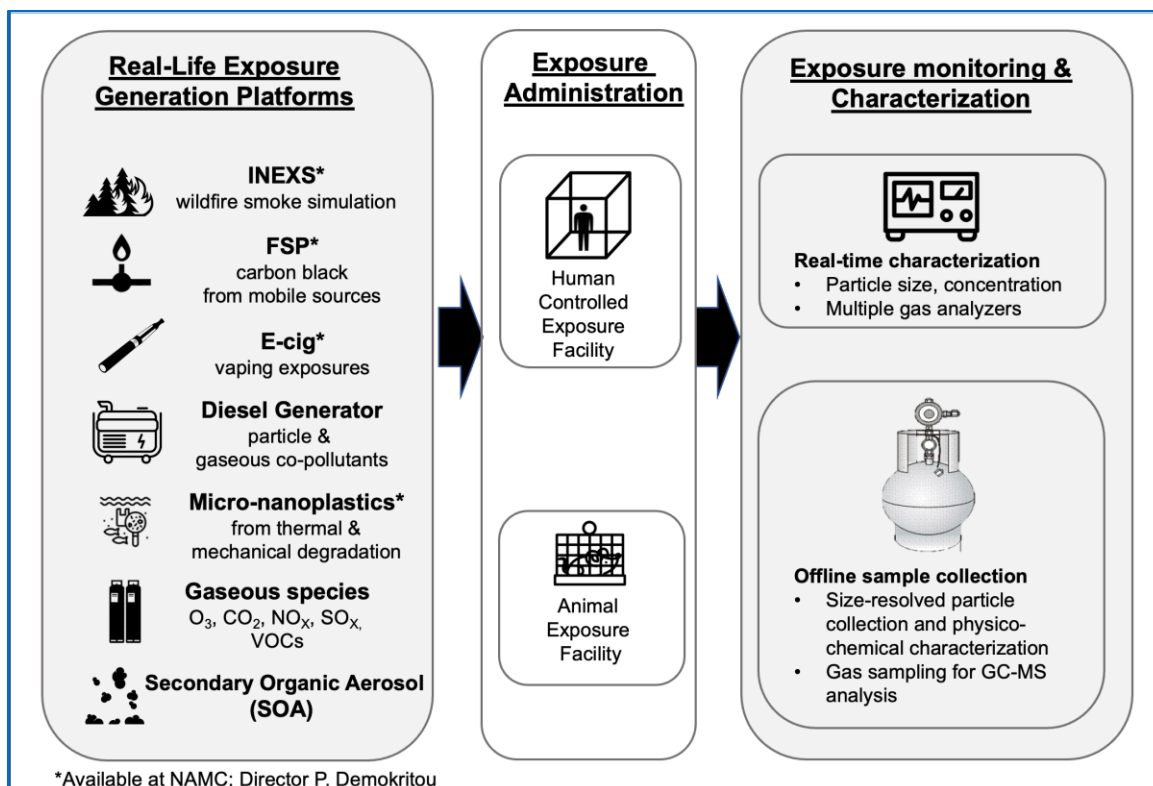 Real-Life Exposure
Generation Platforms
INEXS*
wildfire smoke simulation
FSP*
carbon black
from mobile sources
E-cig*
vaping exposures
Diesel Generator
particle &
gaseous co-pollutants
Micro-nanoplastics*
from thermal &
mechanical degradation
Gaseous species
O₃, CO₂, NOₓ, SOₓ,
VOCs
Secondary Organic Aerosol
(SOA)
*Available at NAMC: Director P. Demokritou
Exposure
Administration
Human
Controlled
Exposure
Facility
Animal
Exposure
Facility
Exposure monitoring &
Characterization
Real-time characterization
• Particle size, concentration
• Multiple gas analyzers
Offline sample collection
• Size-resolved particle
collection and physico-
chemical characterization
• Gas sampling for GC-MS
analysis